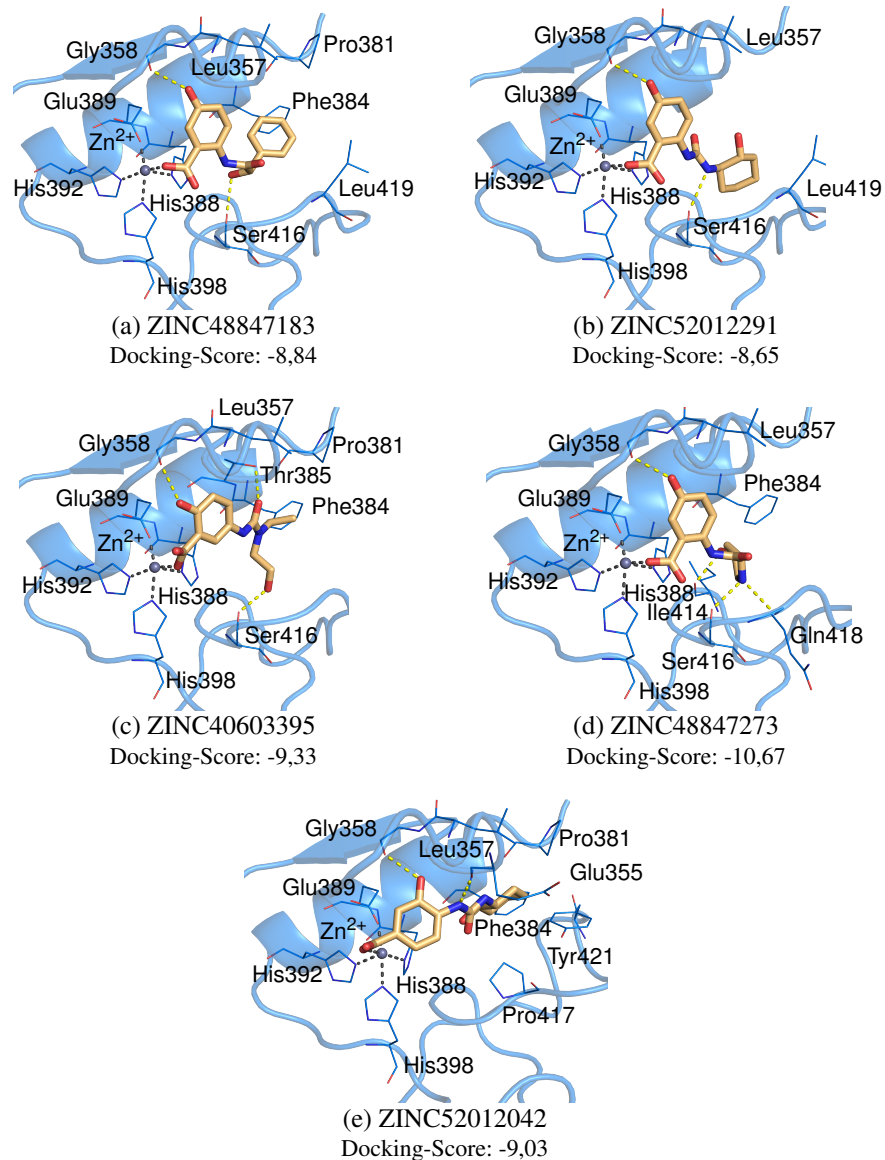 Gly358
Leu357
Pro381
Glu389
Phe384
Zn2+
His392
His388
Leu419
Ser416
His398
(a) ZINC48847183
Docking-Score: -8,84
Gly358
Leu357
Glu389
Zn2+
His392
His388
Leu419
Ser416
His398
(b) ZINC52012291
Docking-Score: -8,65
Leu357
Gly358
Pro381
Thr385
Glu389
Phe384
Zn2+
His392
His388
Ser416
His398
(c) ZINC40603395
Docking-Score: -9,33
Gly358
Leu357
Phe384
Glu389
Zn2+
His392
His388
Ile414
Gln418
Ser416
His398
(d) ZINC48847273
Docking-Score: -10,67
Gly358
Pro381
Leu357
Glu355
Glu389
Phe384
Zn2+
Tyr421
His392
His388
Pro417
His398
(e) ZINC52012042
Docking-Score: -9,03